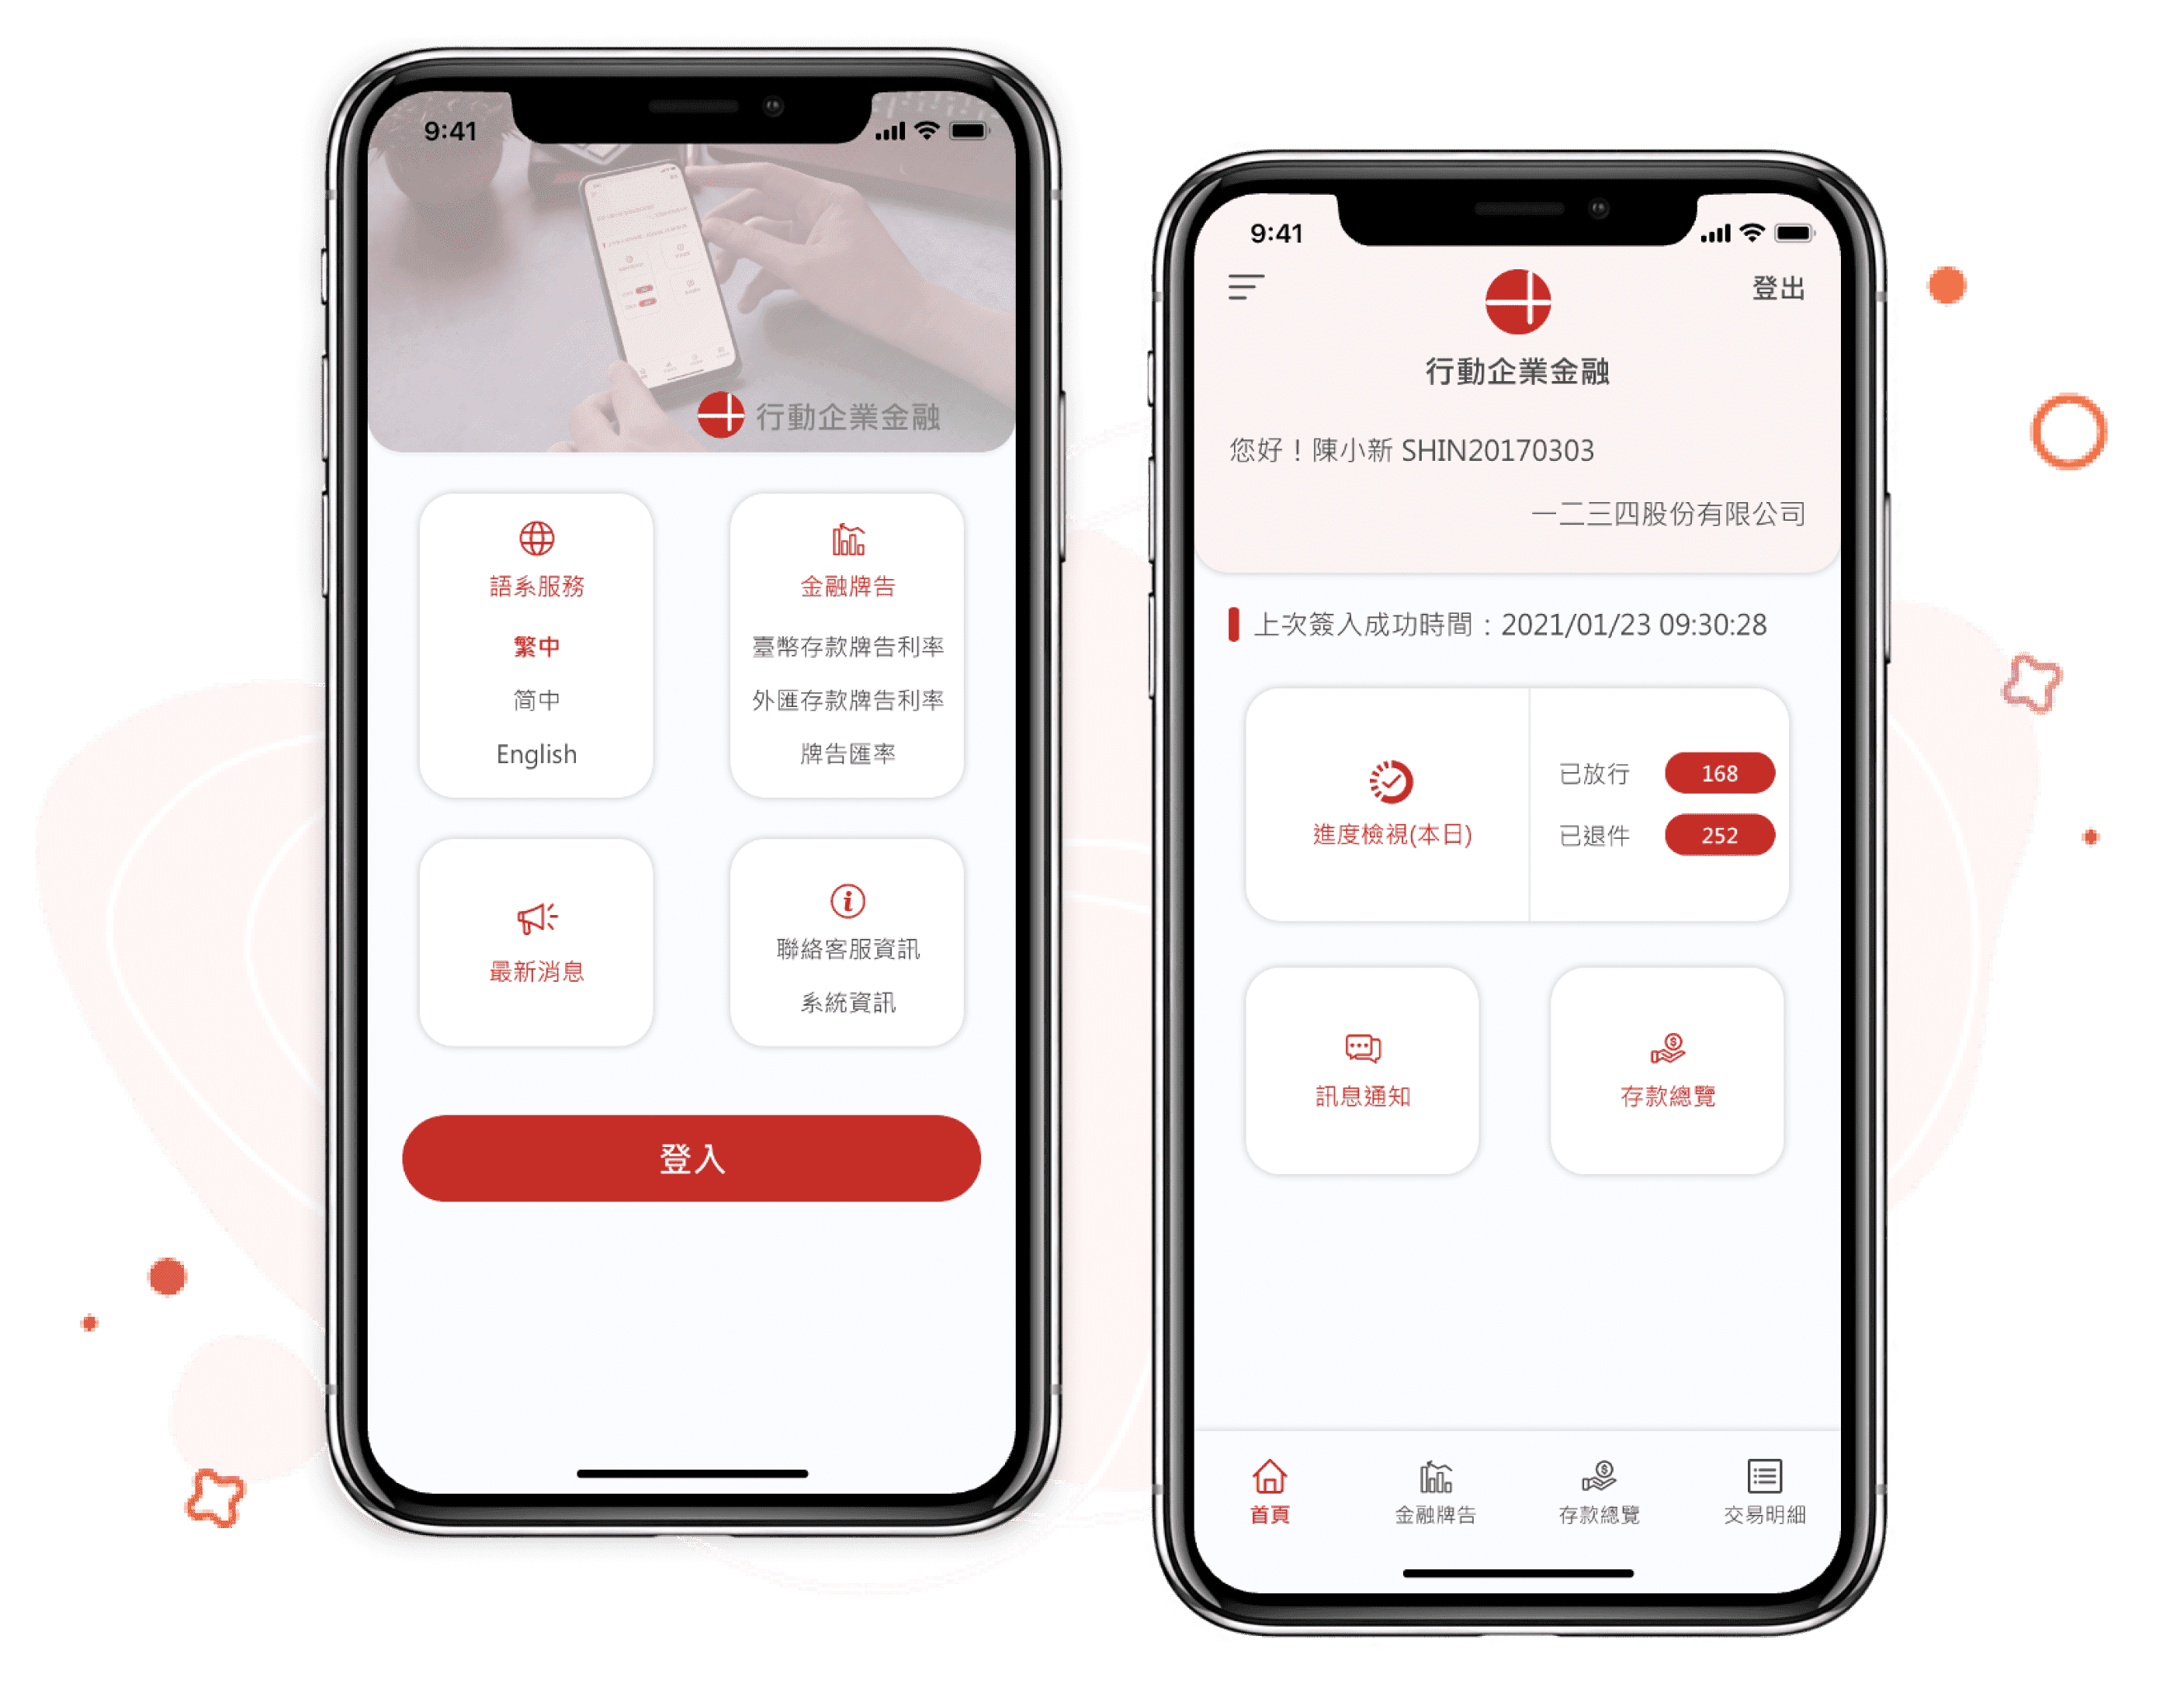 9:41
行動企業金融
語系服務
繁中
简中
English
金融牌告
臺幣存款牌告利率
外匯存款牌告利率
牌告匯率
最新消息
聯絡客服資訊
系統資訊
登入
9:41
登出
行動企業金融
您好！陳小新 SHIN20170303
一二三四股份有限公司
上次簽入成功時間：2021/01/23 09:30:28
進度檢視(本日)
已放行 168
已退件 252
訊息通知
存款總覽
首頁
金融牌告
存款總覽
交易明細